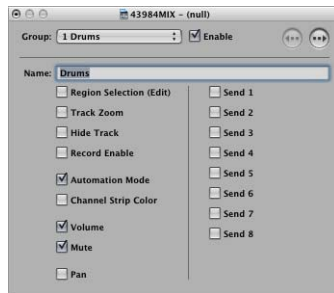 43984MIX - (null)
Group: 1 Drums Enable
Name: Drums
Region Selection (Edit)
Track Zoom
Hide Track
Record Enable
Automation Mode
Channel Strip Color
Volume
Mute
Pan
Send 1
Send 2
Send 3
Send 4
Send 5
Send 6
Send 7
Send 8